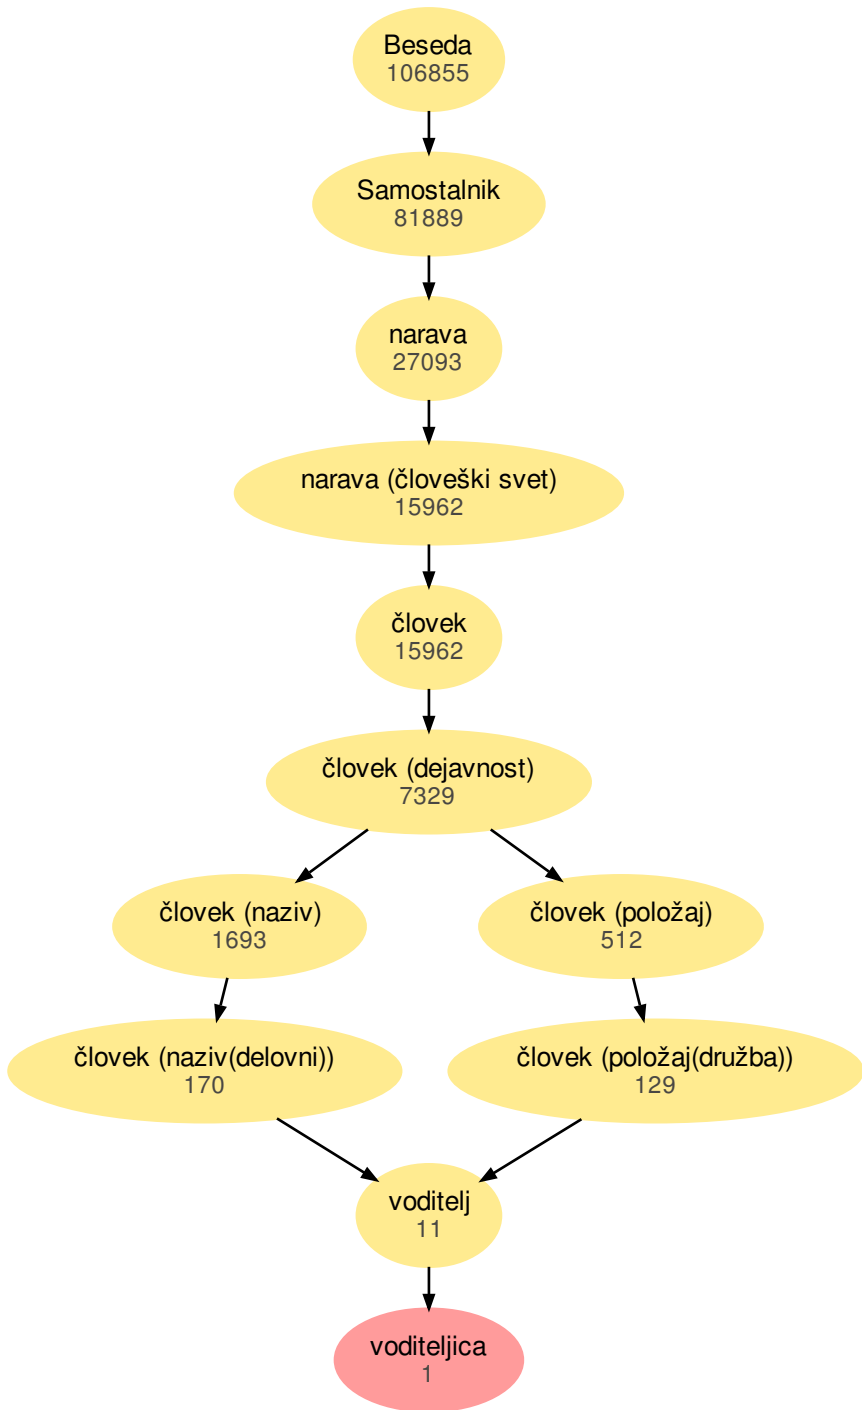 Beseda
106855
Samostalnik
81889
narava
27093
narava (človeški svet)
15962
človek
15962
človek (dejavnost)
7329
človek (naziv)
1693
človek (položaj)
512
človek (naziv(delovni))
170
človek (položaj(družba))
129
voditelj
11
voditeljica
1